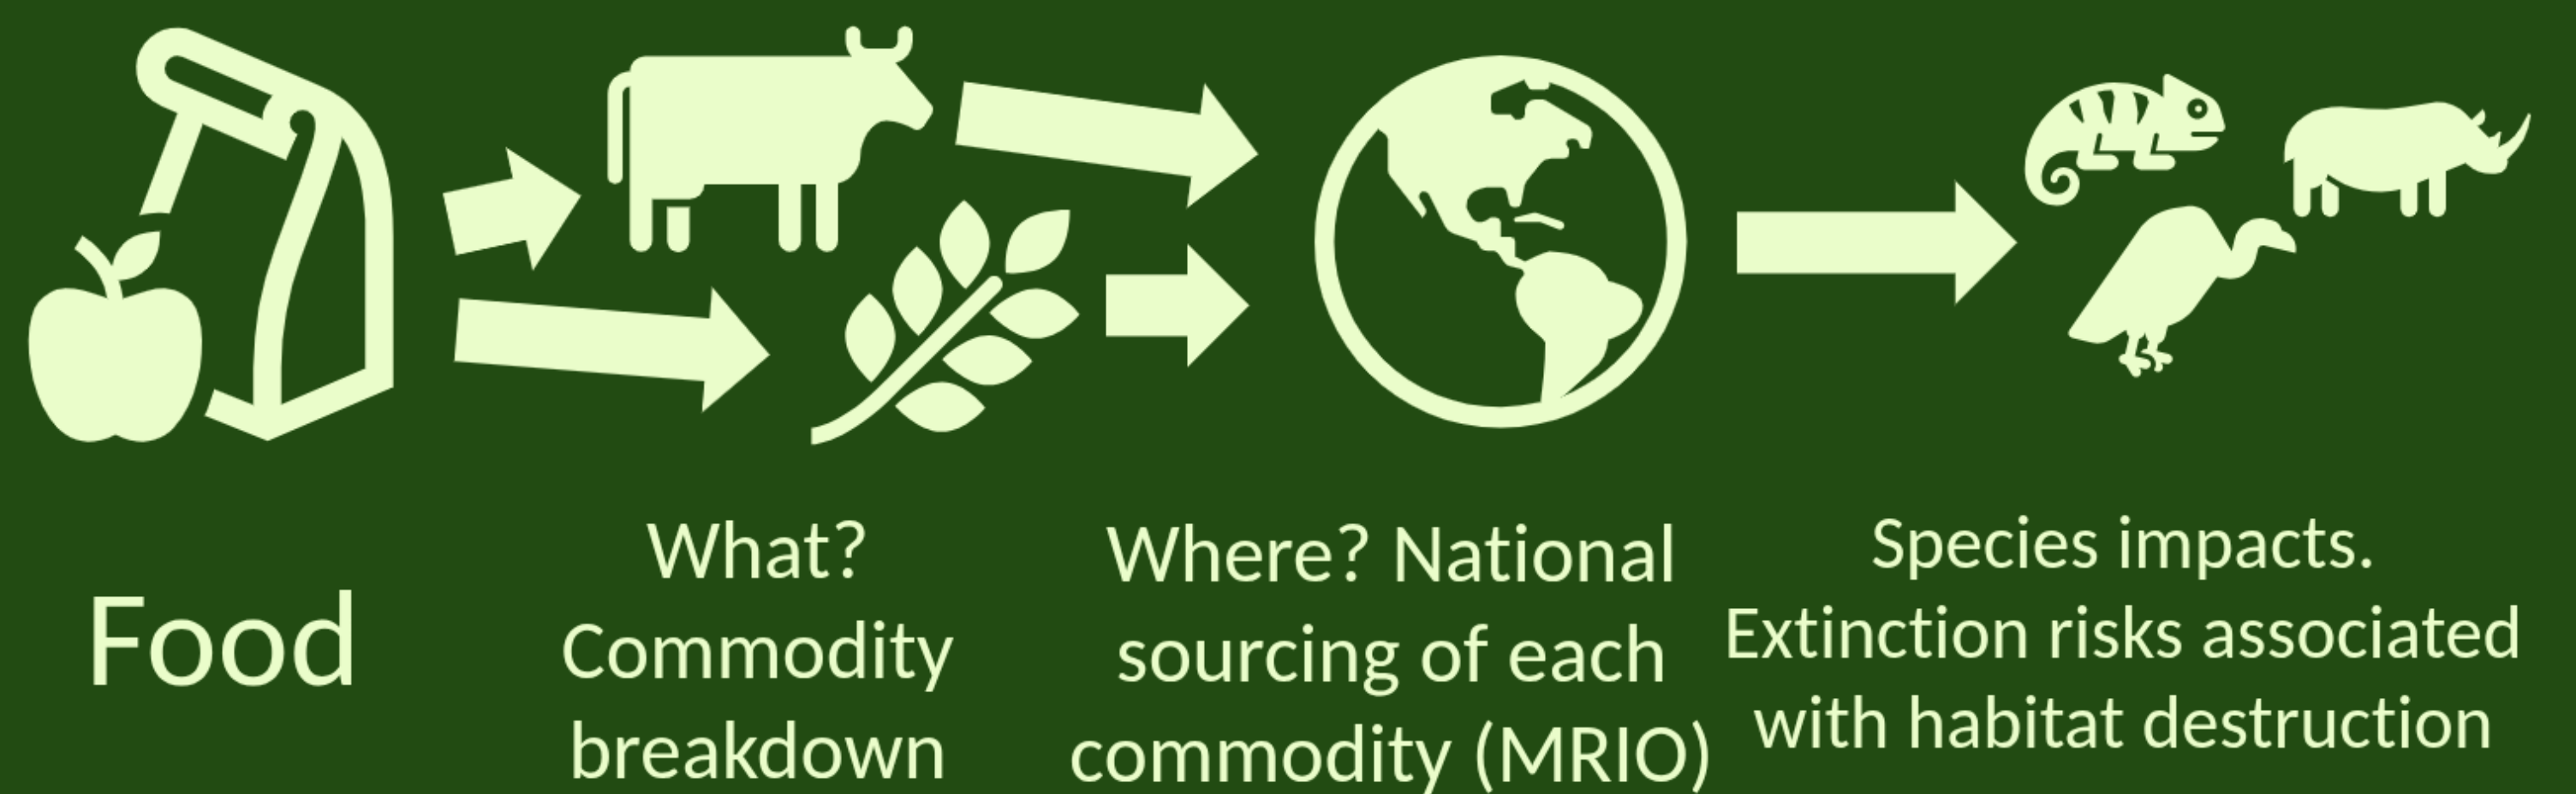 Food
What?
Commodity
breakdown
Where? National
sourcing of each
commodity (MRIO)
Species impacts.
Extinction risks associated
with habitat destruction